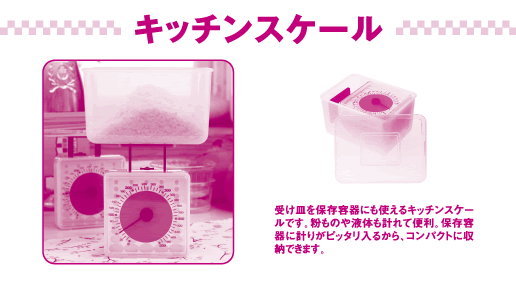 キッチンスケール
受け皿を保存容器にも使えるキッチンスケー
ルです。粉ものや液体も計れて便利。保存容
器に計りがピッタリ入るから、コンパクトに収
納できます。